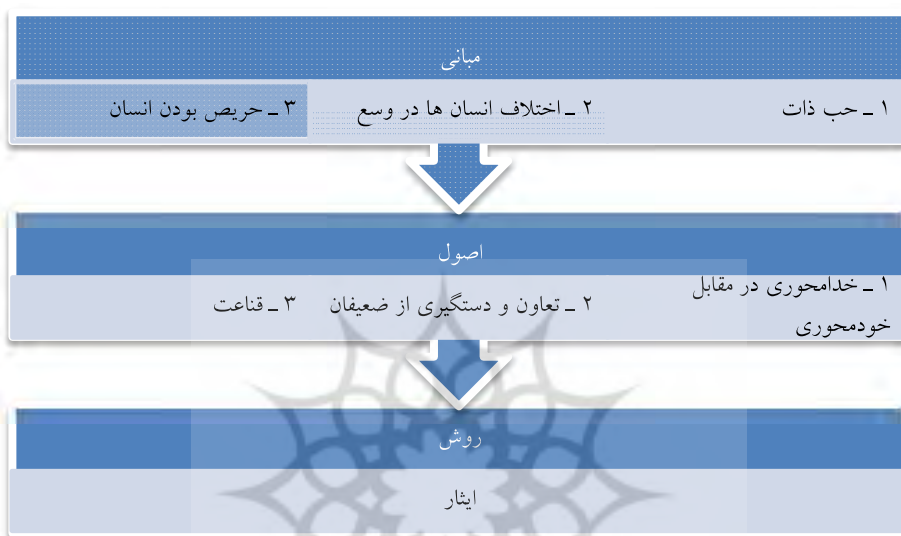 مبانی
۱ ـ حب ذات
۲ ـ اختلاف انسان ها در وسع
۳ ـ حریص بودن انسان
اصول
۱ ـ خدامحوری در مقابل
خودمحوری
۲ ـ تعاون و دستگیری از ضعیفان
۳ ـ قناعت
روش
ایثار